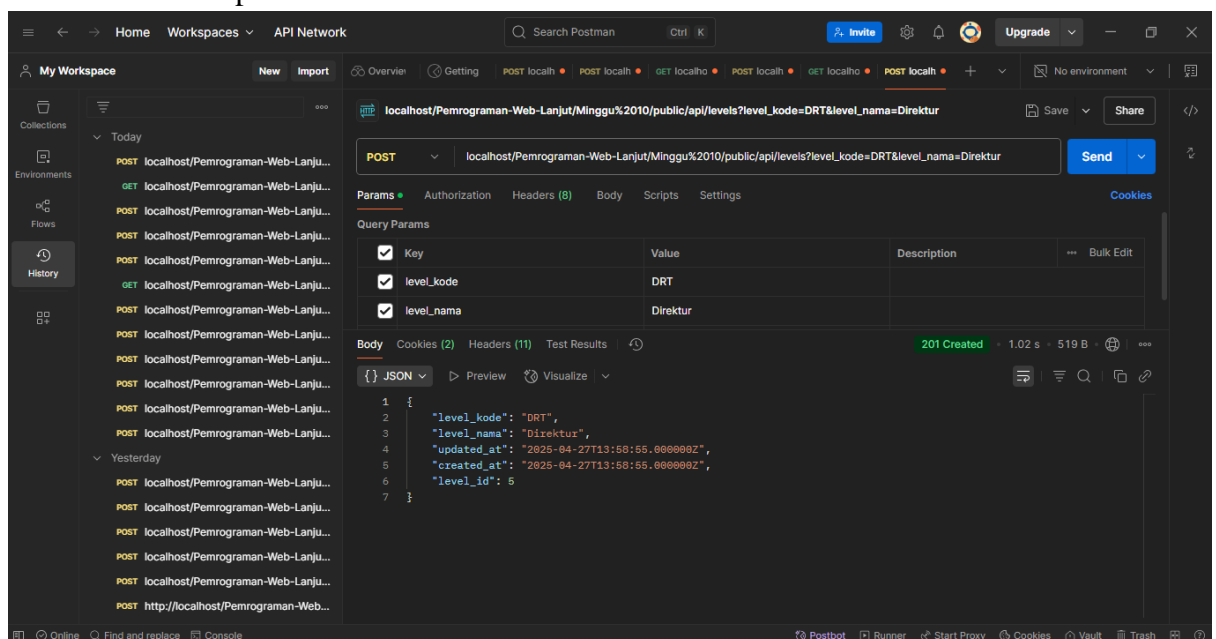 Home Workspaces API Network Search Postman Ctrl K Invite Upgrade
My Workspace New Import Overvie Getting POST localh POST localh GET localho POST localh GET localho POST localh No environment
Collections
Environments
Flows
History
Today
POST localhost/Pemrograman-Web-Lanju...
GET localhost/Pemrograman-Web-Lanju...
POST localhost/Pemrograman-Web-Lanju...
POST localhost/Pemrograman-Web-Lanju...
POST localhost/Pemrograman-Web-Lanju...
GET localhost/Pemrograman-Web-Lanju...
POST localhost/Pemrograman-Web-Lanju...
POST localhost/Pemrograman-Web-Lanju...
POST localhost/Pemrograman-Web-Lanju...
POST localhost/Pemrograman-Web-Lanju...
POST localhost/Pemrograman-Web-Lanju...
POST localhost/Pemrograman-Web-Lanju...
Yesterday
POST localhost/Pemrograman-Web-Lanju...
POST localhost/Pemrograman-Web-Lanju...
POST localhost/Pemrograman-Web-Lanju...
POST localhost/Pemrograman-Web-Lanju...
POST localhost/Pemrograman-Web-Lanju...
POST http://localhost/Pemrograman-Web...
HTTP localhost/Pemrograman-Web-Lanjut/Minggu%2010/public/api/levels?level_kode=DRT&level_nama=Direktur Save Share
POST localhost/Pemrograman-Web-Lanjut/Minggu%2010/public/api/levels?level_kode=DRT&level_nama=Direktur Send
Params Authorization Headers (8) Body Scripts Settings Cookies
Query Params
Key Value Description Bulk Edit
level_kode DRT
level_nama Direktur
Body Cookies (2) Headers (11) Test Results 201 Created 1.02 s 519 B
{ } JSON Preview Visualize
1 {
2 "level_kode": "DRT",
3 "level_nama": "Direktur",
4 "updated_at": "2025-04-27T13:58:55.000000Z",
5 "created_at": "2025-04-27T13:58:55.000000Z",
6 "level_id": 5
7 }
Online Find and replace Console Postbot Runner Start Proxy Cookies Vault Trash